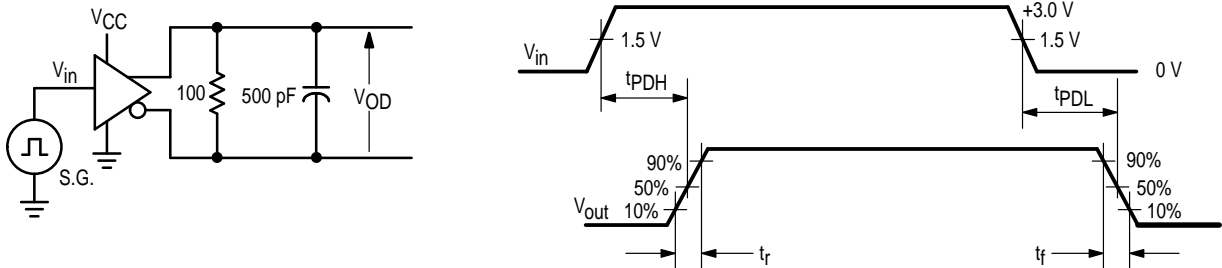 VCC
Vin
100
500 pF
VOD
S.G.
Vin
1.5 V
tPDH
+3.0 V
1.5 V
0 V
tPDL
Vout
90%
50%
10%
90%
50%
10%
tr
tf